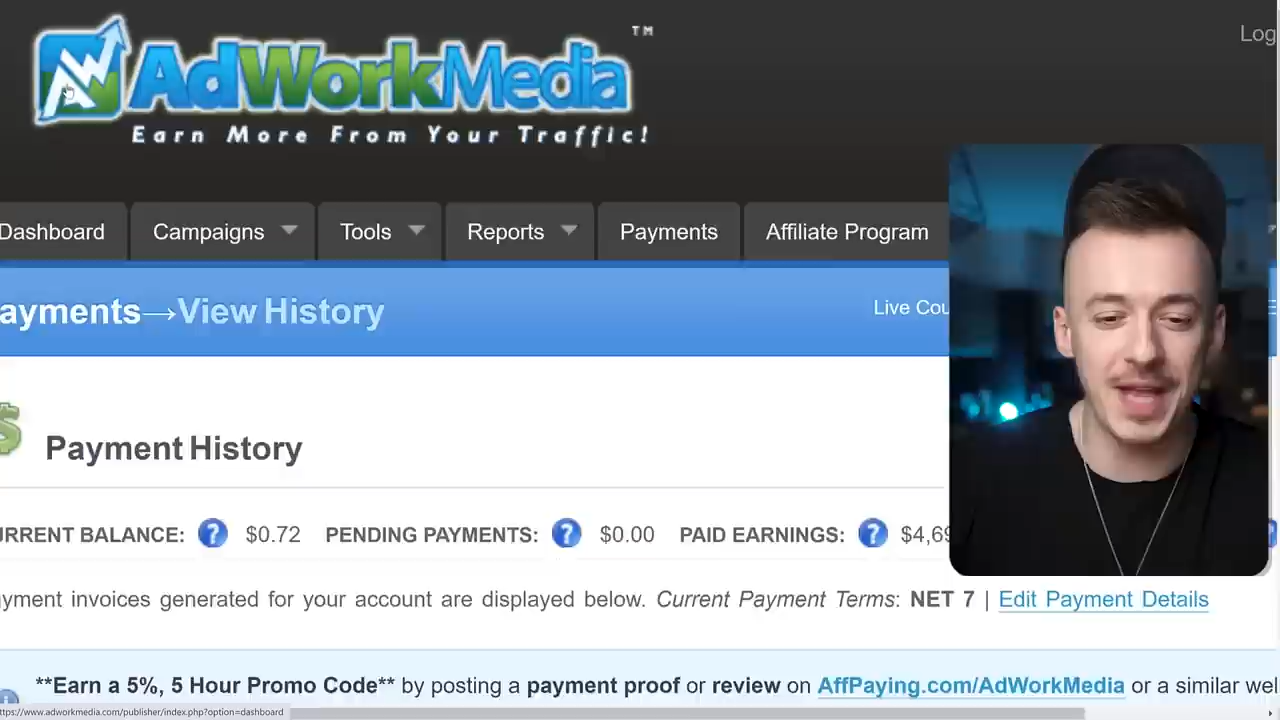 AdWorkMedia ™
Log
Earn More From Your Traffic!
Dashboard Campaigns Tools Reports Payments Affiliate Program
ayments→View History Live Cou
Payment History
URRENT BALANCE: ? $0.72 PENDING PAYMENTS: ? $0.00 PAID EARNINGS: ? $4,69
yment invoices generated for your account are displayed below. Current Payment Terms: NET 7 | Edit Payment Details
**Earn a 5%, 5 Hour Promo Code** by posting a payment proof or review on AffPaying.com/AdWorkMedia or a similar wel
ttps://www.adworkmedia.com/publisher/index.php?option=dashboard